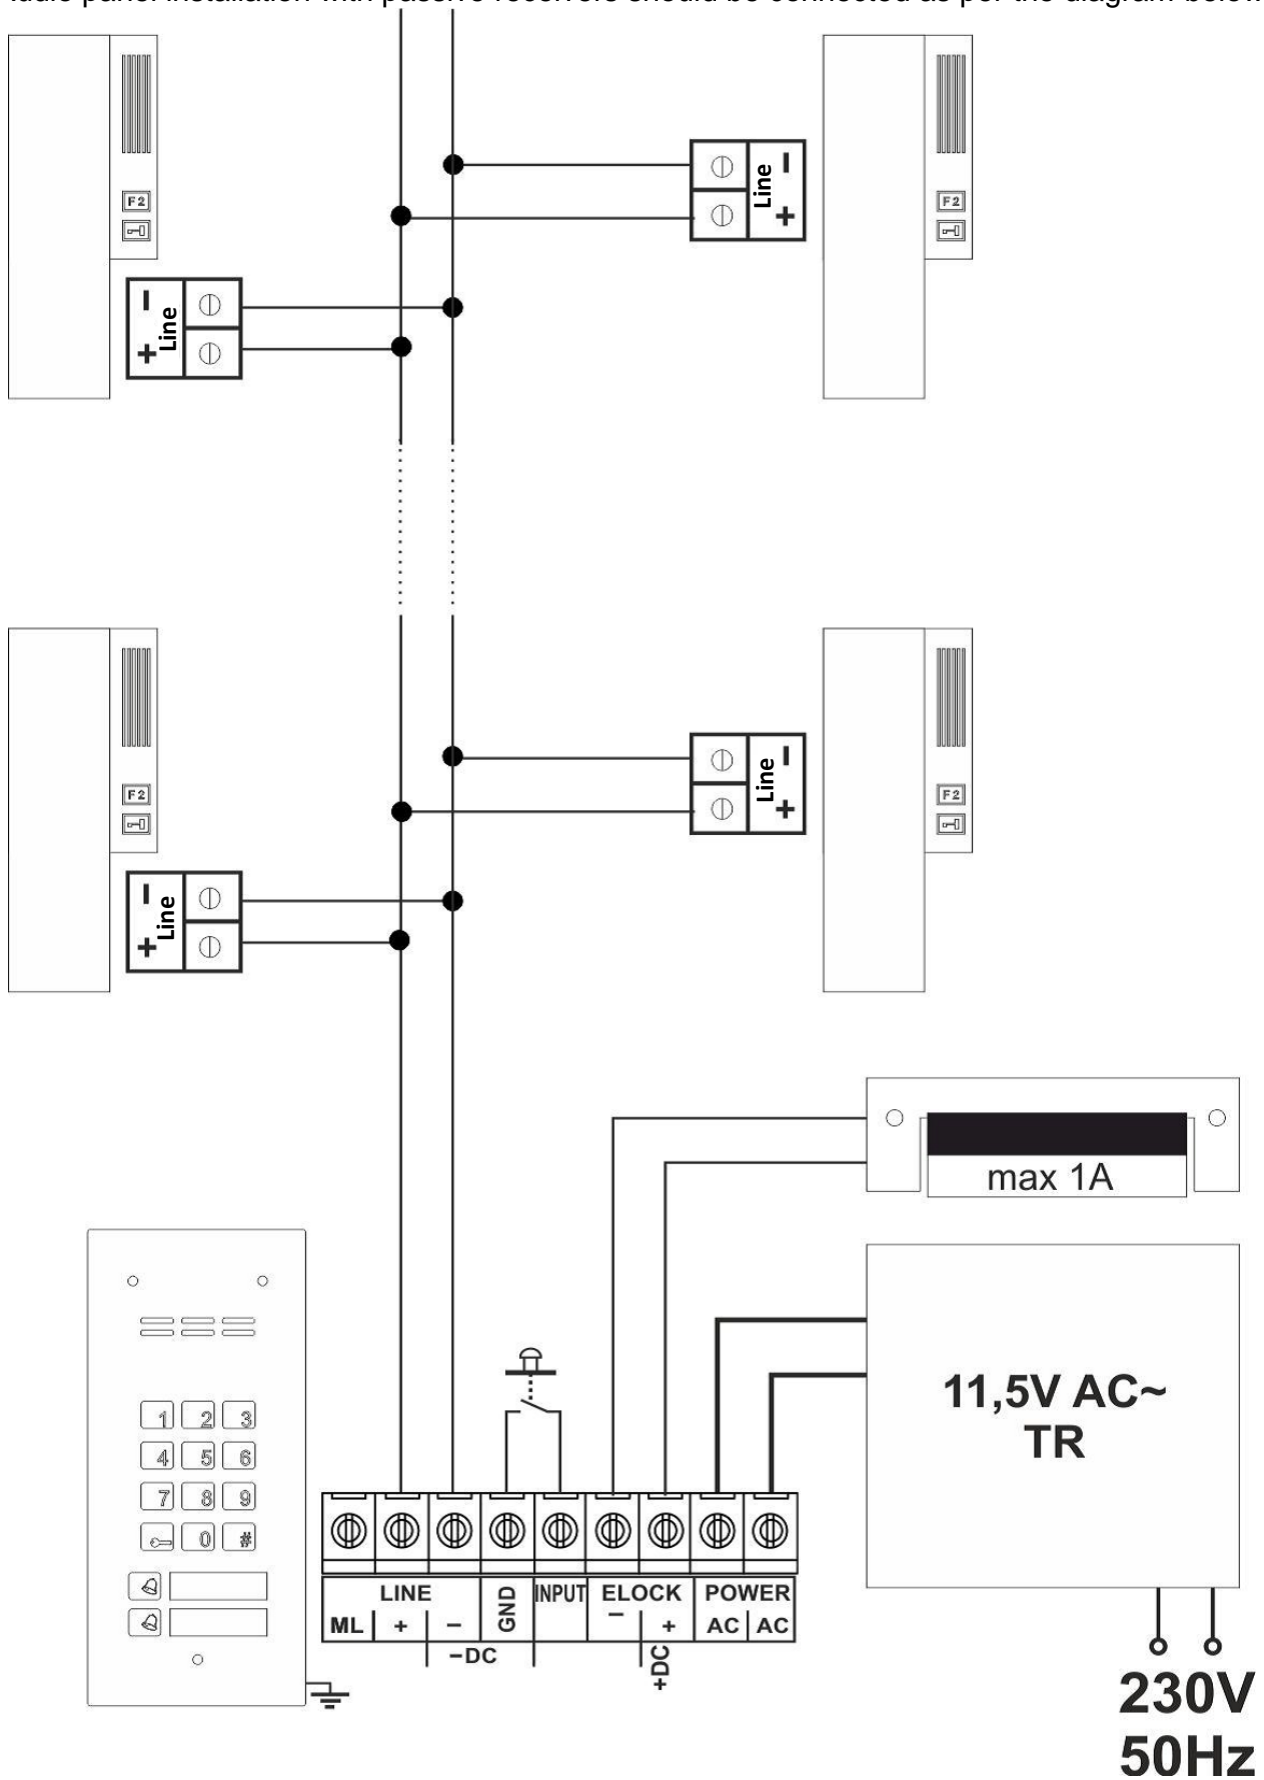 audio panel installation with passive receivers should be connected as per the diagram below
F2
Line
- +
F2
- +
Line
F2
Line
- +
F2
- +
Line
max 1A
11,5V AC~
TR
1 2 3
4 5 6
7 8 9
0 #
LINE GND INPUT ELOCK POWER
ML + - - + AC AC
-DC +DC
230V
50Hz